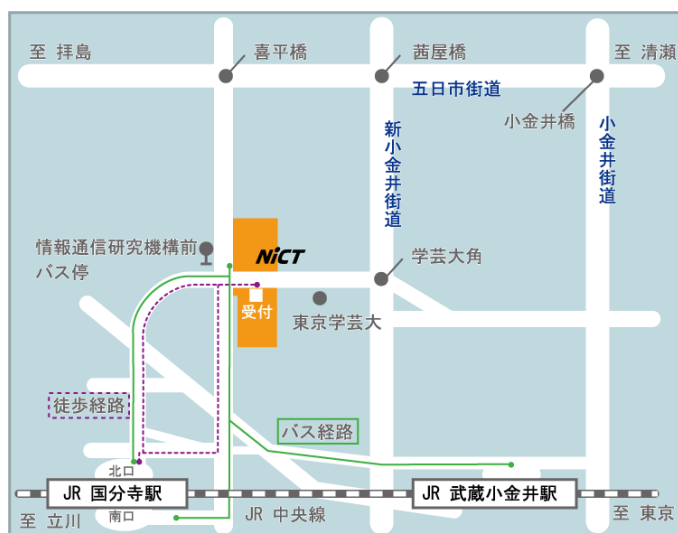 至 拝島
喜平橋
茜屋橋
至 清瀬
五日市街道
小金井橋
新小金井街道
小金井街道
情報通信研究機構前
バス停
NiCT
学芸大角
受付
東京学芸大
徒歩経路
バス経路
北口
JR 国分寺駅
JR 武蔵小金井駅
南口
至 立川
JR 中央線
至 東京